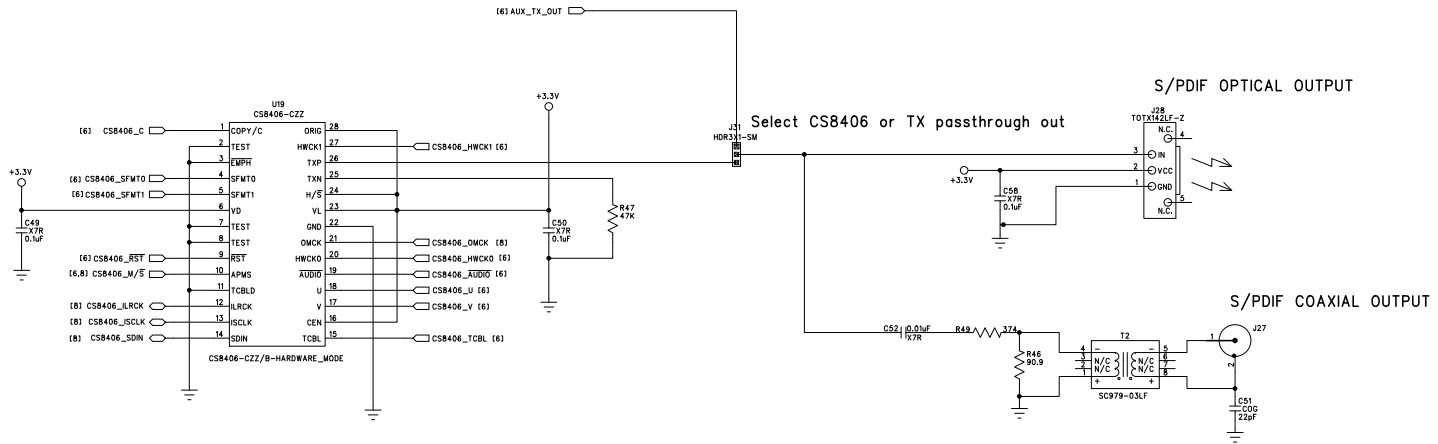 [6] AUX_TX_OUT
S/PDIF OPTICAL OUTPUT
J28
TOTX142LF-Z
N.C.
4
3 IN
2 VCC
1 GND
5
N.C.
+3.3V
C58
X7R
0.1uF
J31
HDR3X1-SM
Select CS8406 or TX passthrough out
U19
CS8406-CZZ
+3.3V
[6] CS8406_C 1 COPY/C ORIG 28
2 TEST HWCK1 27 CS8406_HWCK1 [6]
3 EMPH TXP 26
[6] CS8406_SFMT0 4 SFMT0 TXN 25
[6] CS8406_SFMT1 5 SFMT1 H/S 24
6 VD VL 23
7 TEST GND 22
8 TEST OMCK 21 CS8406_OMCK [8]
[6] CS8406_RST 9 RST HWCK0 20 CS8406_HWCK0 [6]
[6,8] CS8406_M/S 10 APMS AUDIO 19 CS8406_AUDIO [6]
11 TCBLD U 18 CS8406_U [6]
[8] CS8406_ILRCK 12 ILRCK V 17 CS8406_V [6]
[8] CS8406_ISCLK 13 ISCLK CEN 16
[8] CS8406_SDIN 14 SDIN TCBL 15 CS8406_TCBL [6]
CS8406-CZZ/B-HARDWARE_MODE
+3.3V
C49
X7R
0.1uF
C50
X7R
0.1uF
R47
47K
S/PDIF COAXIAL OUTPUT
C52 0.01uF
X7R
R49 374
R46
90.9
T2
4 - - 5
3 N/C N/C 6
2 N/C N/C 7
1 + + 8
SC979-03LF
J27
1
2
C51
COG
22pF